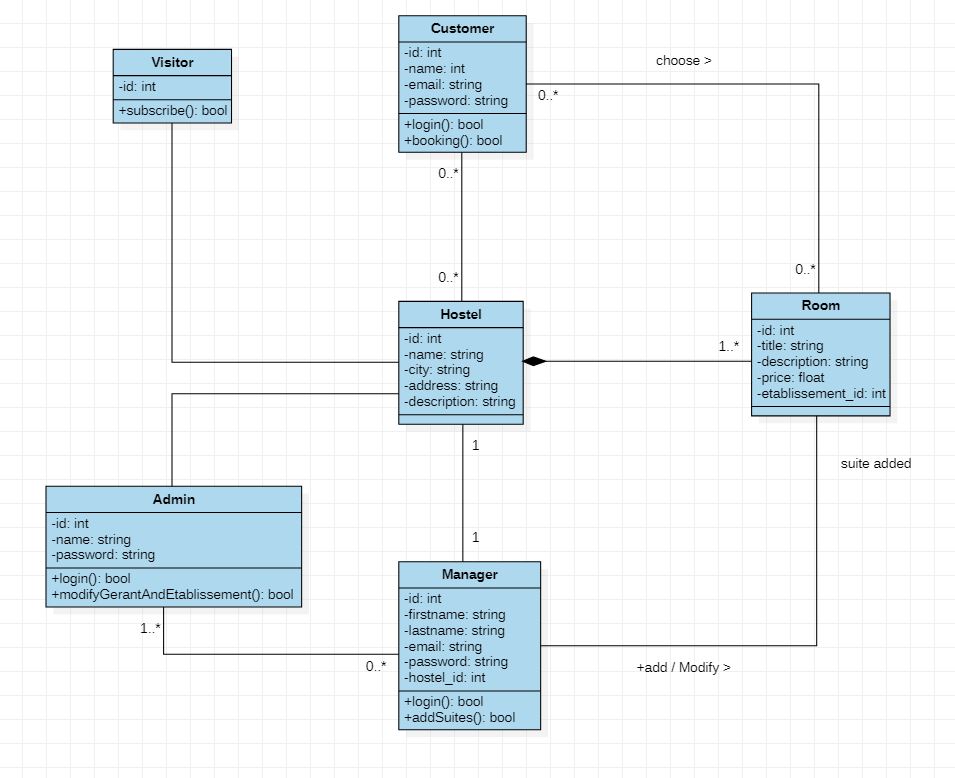 Customer
-id: int
-name: int
-email: string
-password: string
+login(): bool
+booking(): bool
Visitor
-id: int
+subscribe(): bool
choose >
0..*
0..*
0..*
0..*
Hostel
-id: int
-name: string
-city: string
-address: string
-description: string
1..*
Room
-id: int
-title: string
-description: string
-price: float
-etablissement_id: int
1
suite added
Admin
-id: int
-name: string
-password: string
+login(): bool
+modifyGerantAndEtablissement(): bool
1
Manager
-id: int
-firstname: string
-lastname: string
-email: string
-password: string
-hostel_id: int
+login(): bool
+addSuites(): bool
1..*
0..*
+add / Modify >